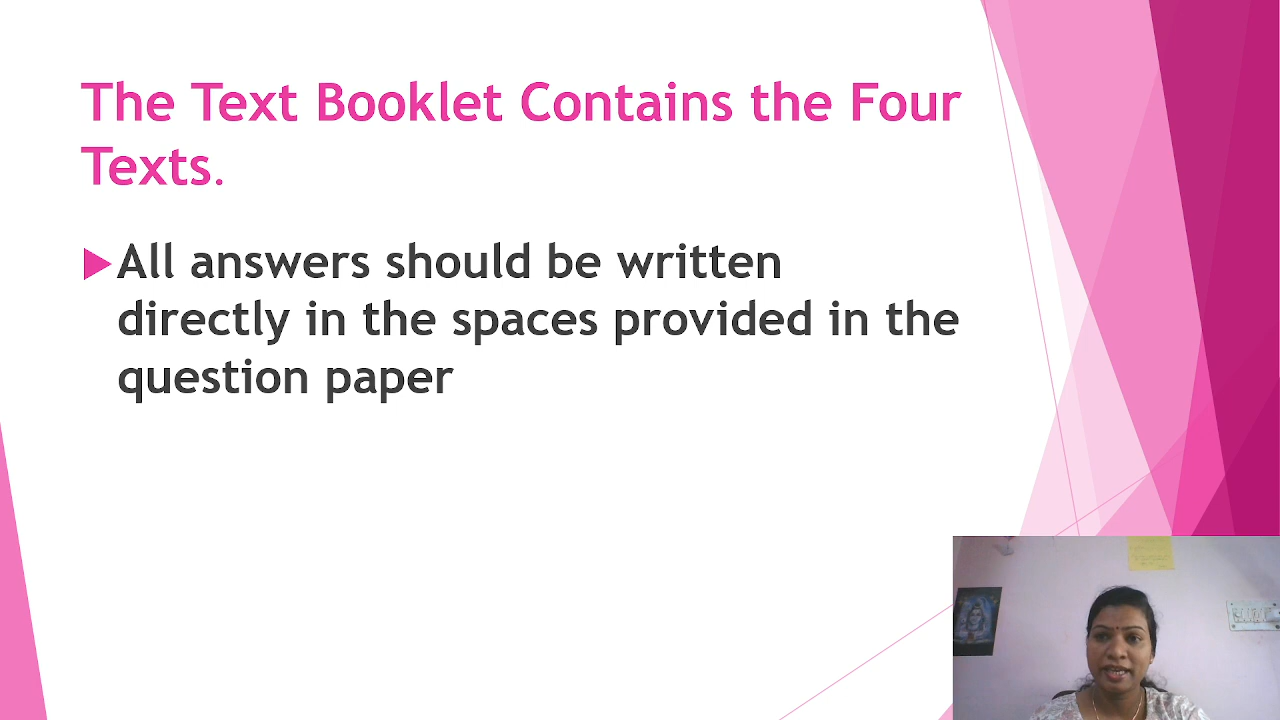 The Text Booklet Contains the Four
Texts.
All answers should be written
directly in the spaces provided in the
question paper